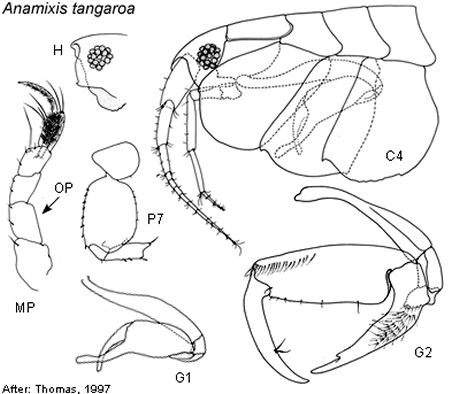 Anamixis tangaroa
H
C4
OP
P7
MP
G1
G2
After: Thomas, 1997